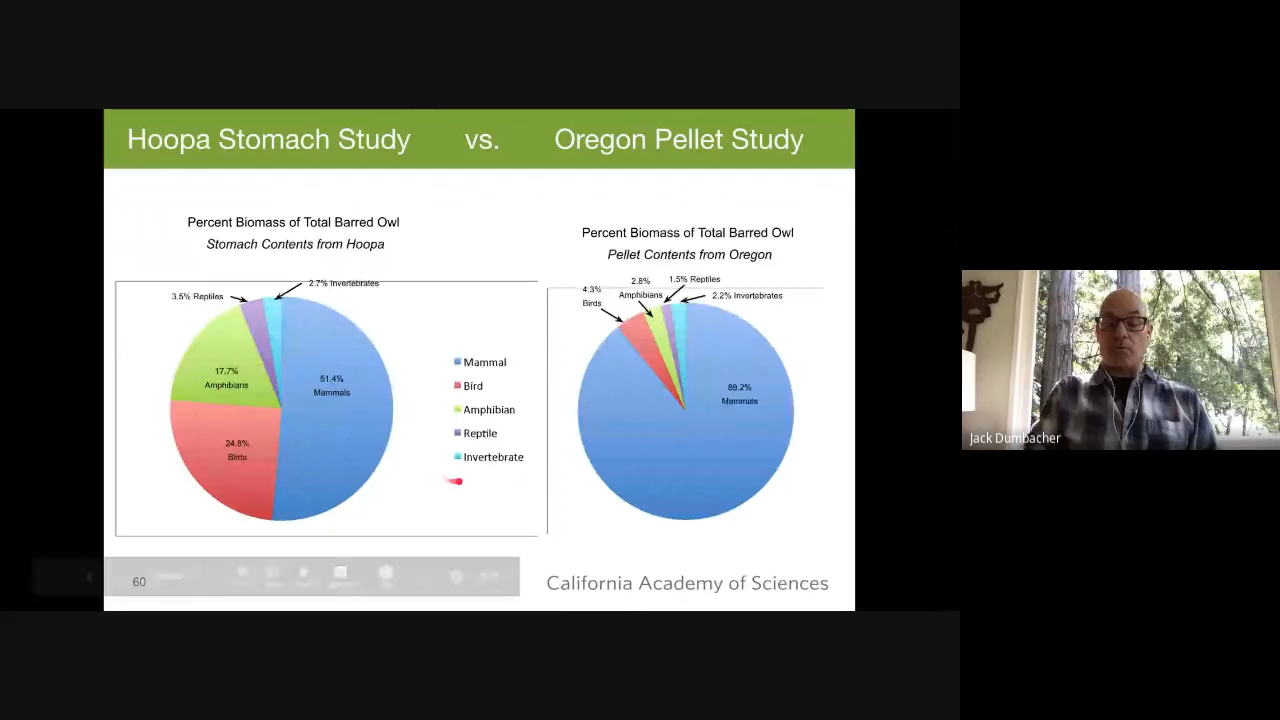 Hoopa Stomach Study vs. Oregon Pellet Study
Percent Biomass of Total Barred Owl
Stomach Contents from Hoopa
2.7% Invertebrates
3.5% Reptiles
17.7%
Amphibians
51.4%
Mammals
24.8%
Birds
Mammal
Bird
Amphibian
Reptile
Invertebrate
Percent Biomass of Total Barred Owl
Pellet Contents from Oregon
4.3%
Birds
2.8%
Amphibians
1.5% Reptiles
2.2% Invertebrates
89.2%
Mammals
60
California Academy of Sciences
Jack Dumbacher